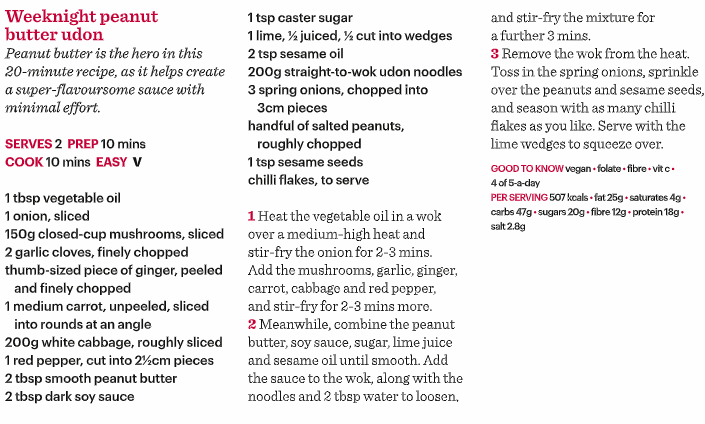 Weeknight peanut
butter udon
Peanut butter is the hero in this
20-minute recipe, as it helps create
a super-flavoursome sauce with
minimal effort.
SERVES 2 PREP 10 mins
COOK 10 mins EASY V
1 tbsp vegetable oil
1 onion, sliced
150g closed-cup mushrooms, sliced
2 garlic cloves, finely chopped
thumb-sized piece of ginger, peeled
and finely chopped
1 medium carrot, unpeeled, sliced
into rounds at an angle
200g white cabbage, roughly sliced
1 red pepper, cut into 2½cm pieces
2 tbsp smooth peanut butter
2 tbsp dark soy sauce
1 tsp caster sugar
1 lime, ½ juiced, ½ cut into wedges
2 tsp sesame oil
200g straight-to-wok udon noodles
3 spring onions, chopped into
3cm pieces
handful of salted peanuts,
roughly chopped
1 tsp sesame seeds
chilli flakes, to serve
1 Heat the vegetable oil in a wok
over a medium-high heat and
stir-fry the onion for 2-3 mins.
Add the mushrooms, garlic, ginger,
carrot, cabbage and red pepper,
and stir-fry for 2-3 mins more.
2 Meanwhile, combine the peanut
butter, soy sauce, sugar, lime juice
and sesame oil until smooth. Add
the sauce to the wok, along with the
noodles and 2 tbsp water to loosen,
and stir-fry the mixture for
a further 3 mins.
3 Remove the wok from the heat.
Toss in the spring onions, sprinkle
over the peanuts and sesame seeds,
and season with as many chilli
flakes as you like. Serve with the
lime wedges to squeeze over.
GOOD TO KNOW vegan • folate • fibre • vit c •
4 of 5-a-day
PER SERVING 507 kcals • fat 25g • saturates 4g •
carbs 47g • sugars 20g • fibre 12g • protein 18g •
salt 2.8g